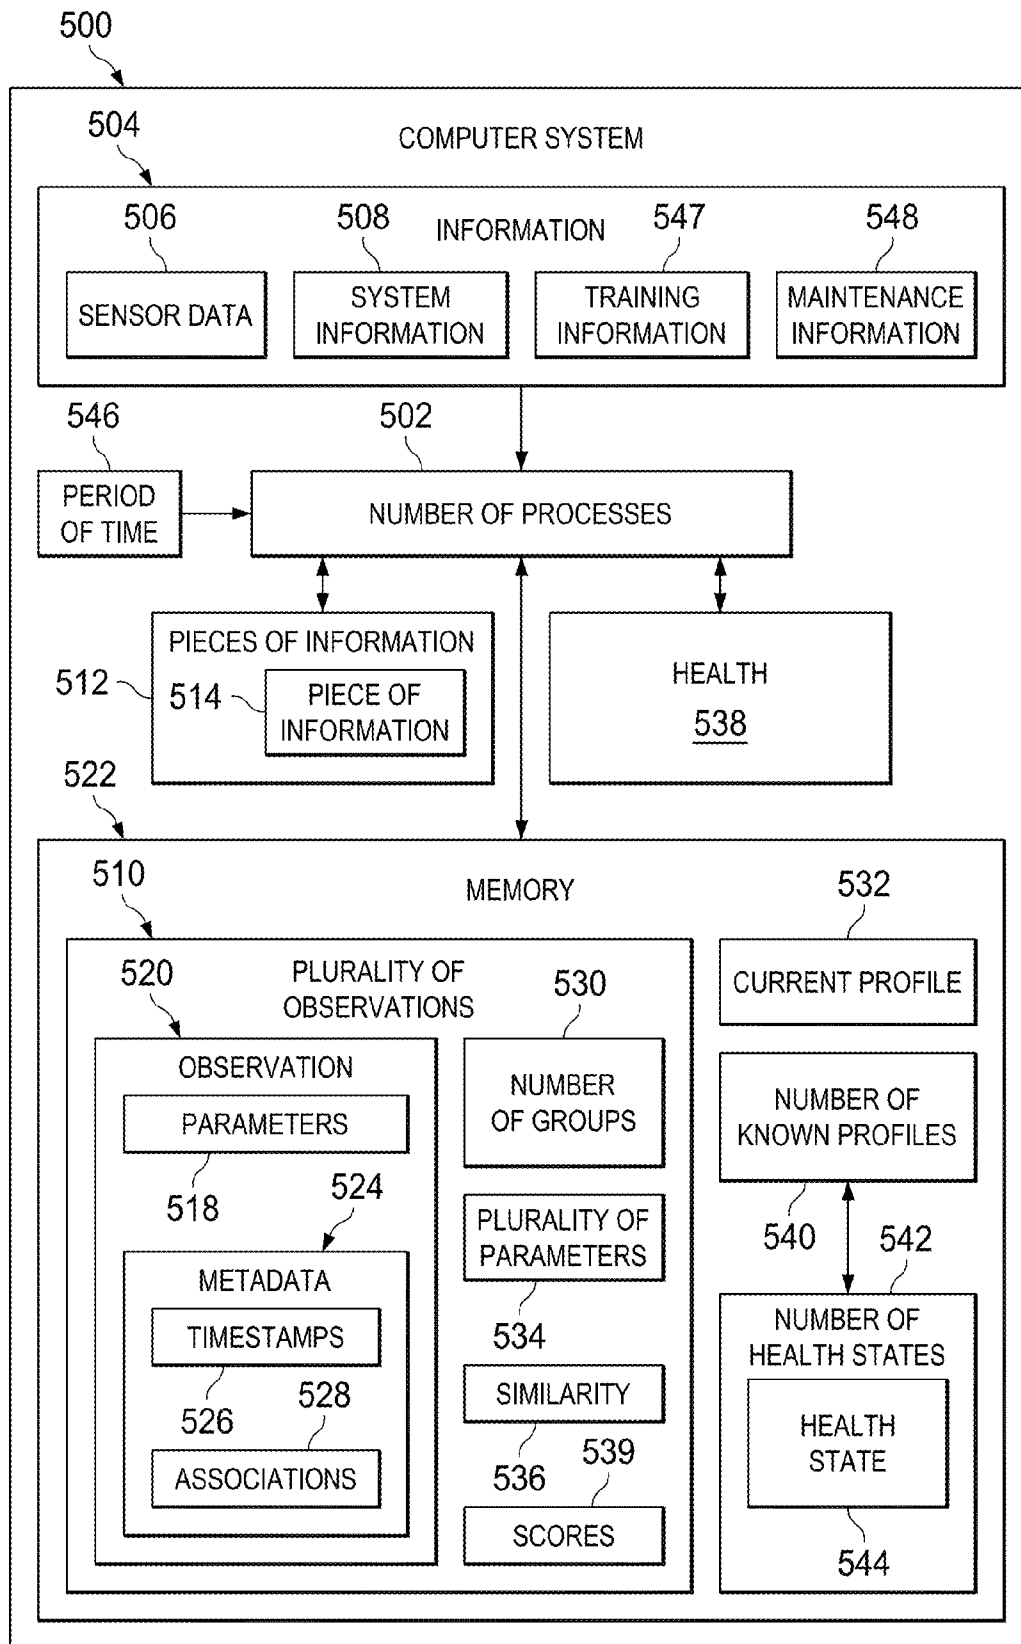 500
504
COMPUTER SYSTEM
INFORMATION
506
508
547
548
SENSOR DATA
SYSTEM
INFORMATION
TRAINING
INFORMATION
MAINTENANCE
INFORMATION
546
502
PERIOD
OF TIME
NUMBER OF PROCESSES
PIECES OF INFORMATION
512
514
PIECE OF
INFORMATION
HEALTH
538
522
510
MEMORY
532
CURRENT PROFILE
520
PLURALITY OF
OBSERVATIONS
530
OBSERVATION
PARAMETERS
518
524
METADATA
TIMESTAMPS
526
528
ASSOCIATIONS
NUMBER
OF GROUPS
PLURALITY OF
PARAMETERS
534
SIMILARITY
536
539
SCORES
NUMBER OF
KNOWN PROFILES
540
542
NUMBER OF
HEALTH STATES
HEALTH
STATE
544